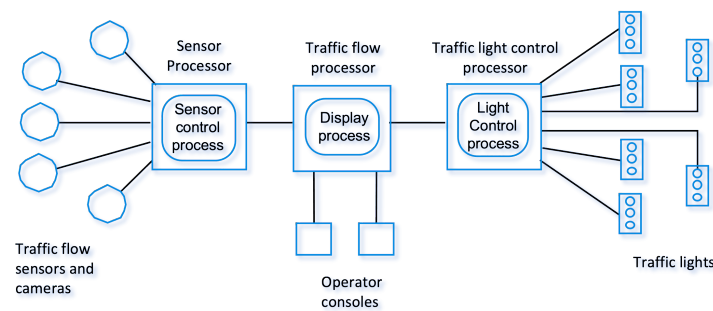 Sensor
Processor
Traffic flow
processor
Traffic light control
processor
Sensor
control
process
Display
process
Light
Control
process
Traffic flow
sensors and
cameras
Operator
consoles
Traffic lights